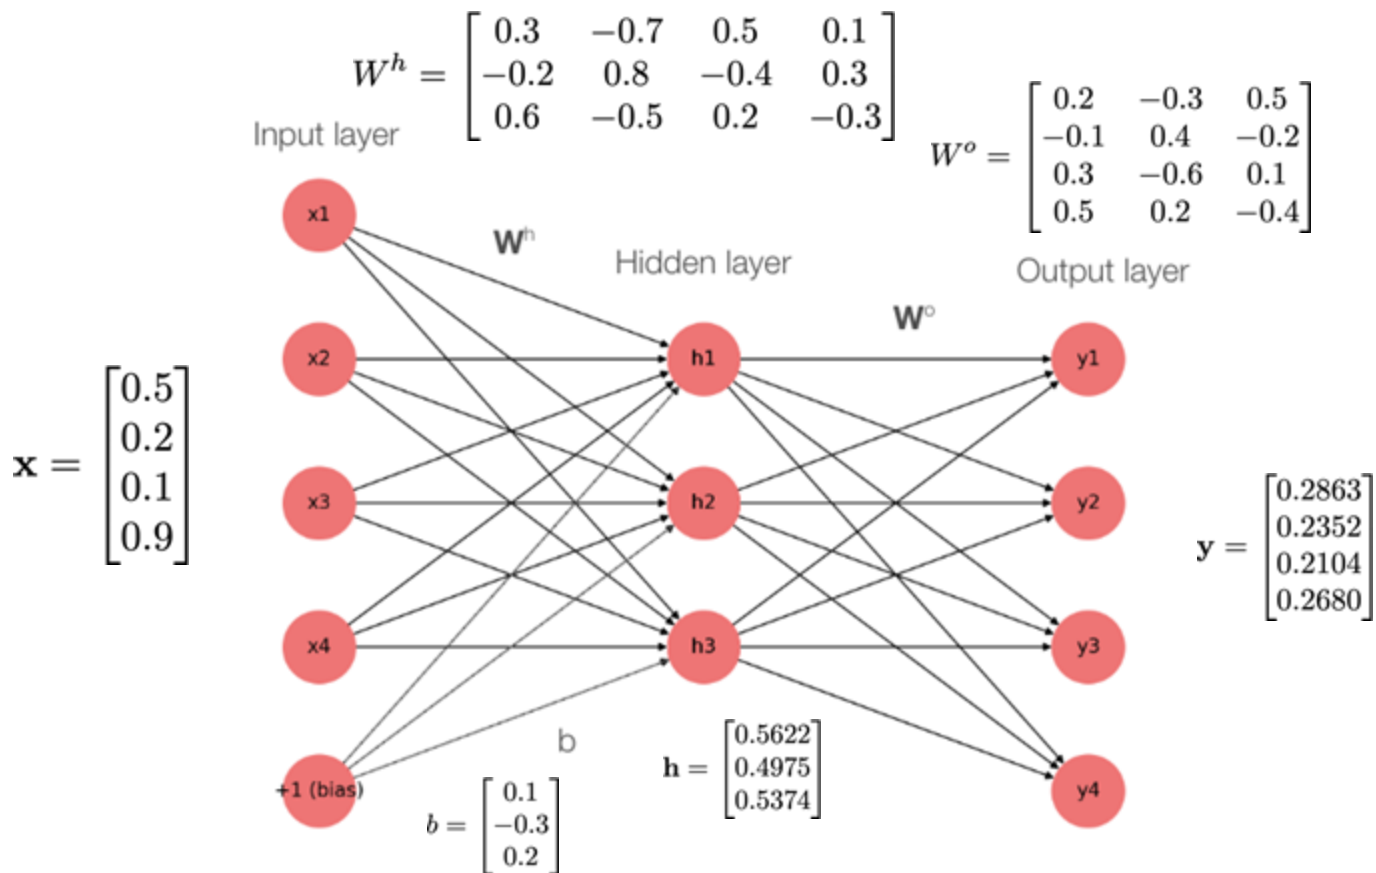 W^h = [0.3 −0.7 0.5 0.1
−0.2 0.8 −0.4 0.3
0.6 −0.5 0.2 −0.3]
W^o = [0.2 −0.3 0.5
−0.1 0.4 −0.2
0.3 −0.6 0.1
0.5 0.2 −0.4]
Input layer
W^h
Hidden layer
Output layer
W^o
x1
x2
x3
x4
+1 (bias)
h1
h2
h3
y1
y2
y3
y4
x = [0.5
0.2
0.1
0.9]
b
b = [0.1
−0.3
0.2]
h = [0.5622
0.4975
0.5374]
y = [0.2863
0.2352
0.2104
0.2680]